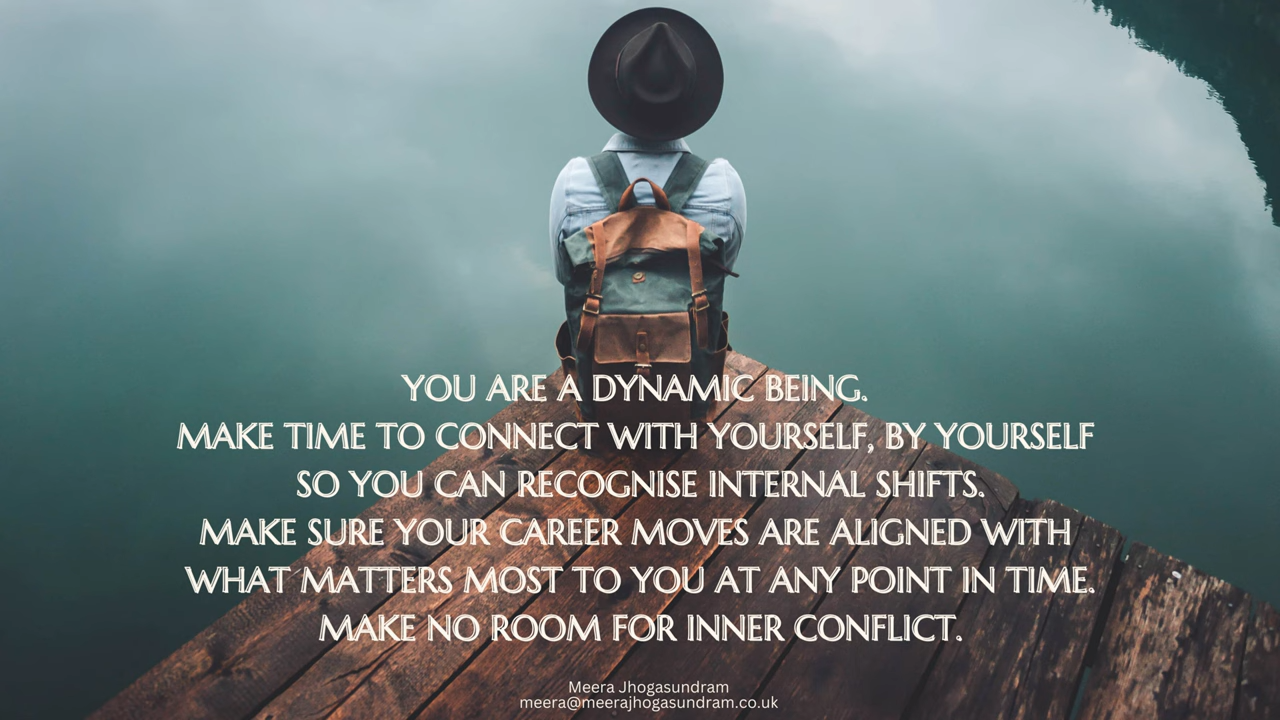 YOU ARE A DYNAMIC BEING.
MAKE TIME TO CONNECT WITH YOURSELF, BY YOURSELF
SO YOU CAN RECOGNISE INTERNAL SHIFTS.
MAKE SURE YOUR CAREER MOVES ARE ALIGNED WITH
WHAT MATTERS MOST TO YOU AT ANY POINT IN TIME.
MAKE NO ROOM FOR INNER CONFLICT.
Meera Jhogasundram
meera@meerajhogasundram.co.uk